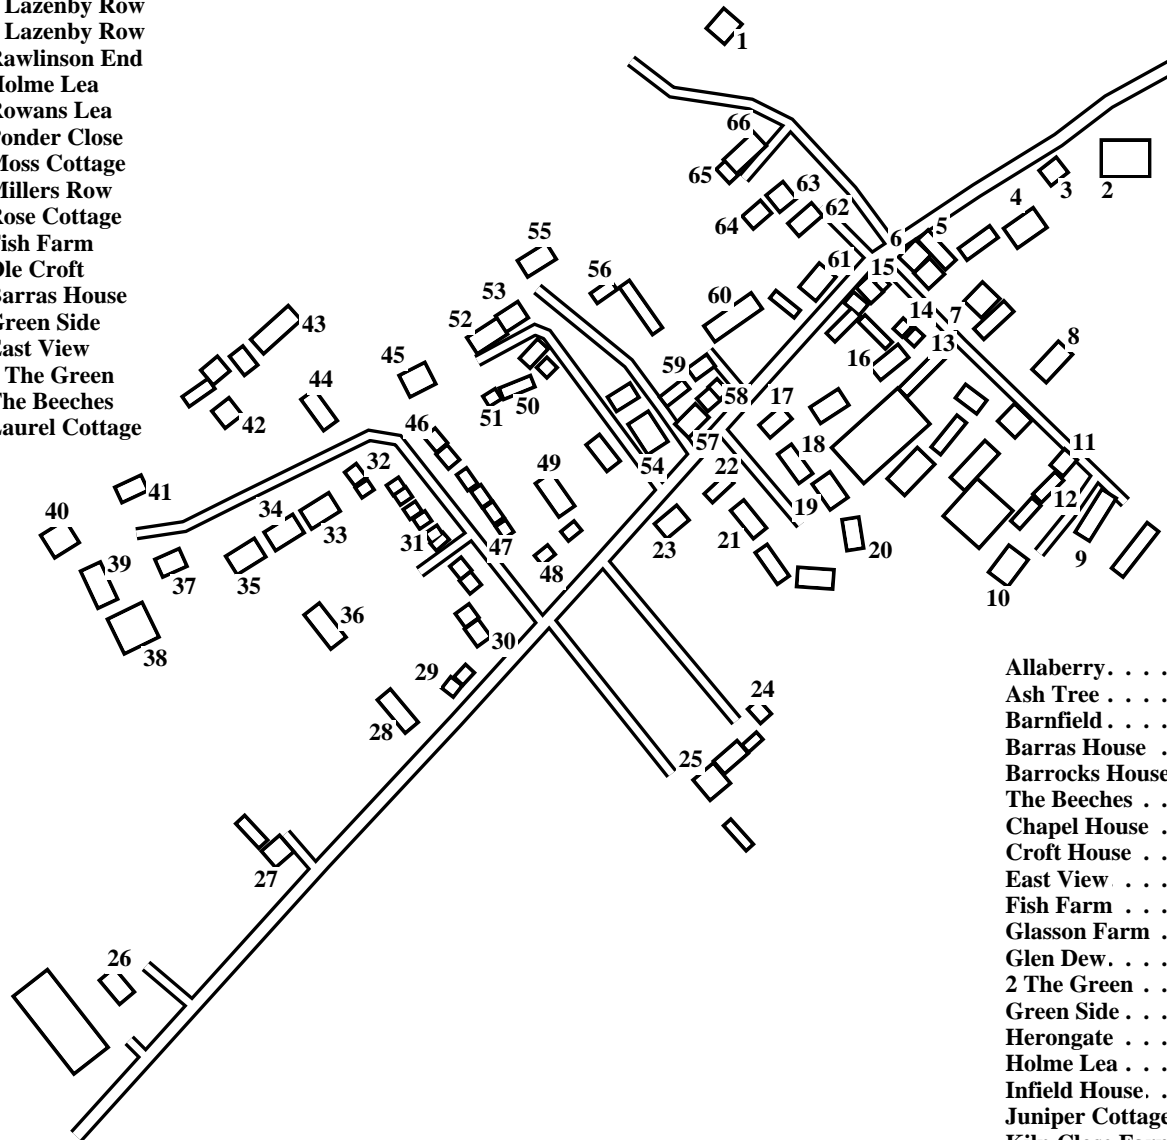 Lazenby Row
Lazenby Row
Rawlinson End
Holme Lea
Rowans Lea
Ponder Close
Moss Cottage
Millers Row
Rose Cottage
Fish Farm
Ole Croft
Barras House
Green Side
East View
The Green
The Beeches
Laurel Cottage
1
66
65
63
64
62
3
2
4
5
6
61
15
55
56
60
53
52
14
7
13
8
16
43
45
44
42
59
58
17
51
50
46
57
18
11
32
49
54
22
12
41
40
34
33
19
39
31
47
23
21
20
9
37
35
48
10
36
38
30
29
28
24
25
27
26
Allaberry. . . .
Ash Tree . . . .
Barnfield . . . .
Barras House .
Barrocks House
The Beeches . .
Chapel House .
Croft House . .
East View. . . .
Fish Farm . . .
Glasson Farm .
Glen Dew. . . .
2 The Green . .
Green Side . . .
Herongate . . .
Holme Lea . . .
Infield House. .
Juniper Cottage